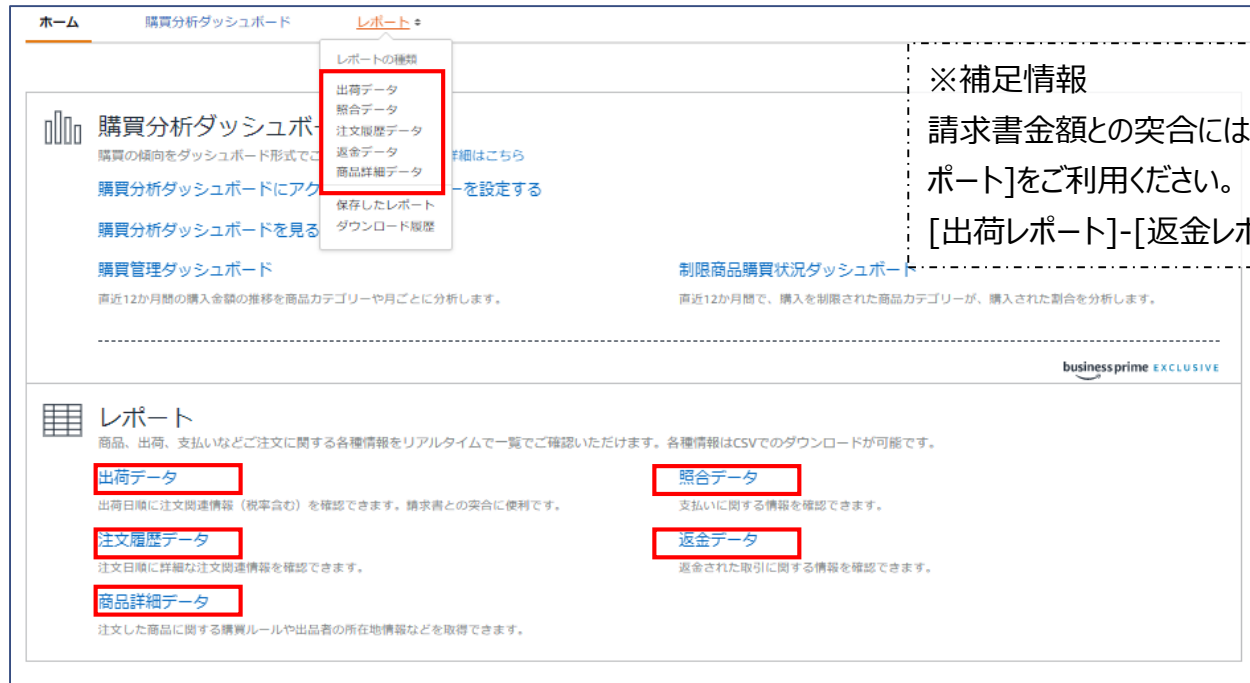 ホーム 購買分析ダッシュボード レポート
レポートの種類
出荷データ
照合データ
注文履歴データ
返金データ
商品詳細データ
保存したレポート
ダウンロード履歴
※補足情報
請求書金額との突合には
ポート]をご利用ください。
[出荷レポート]-[返金レポ
購買分析ダッシュボー
購買の傾向をダッシュボード形式でご 詳細はこちら
購買分析ダッシュボードにアク ーを設定する
購買分析ダッシュボードを見る
購買管理ダッシュボード 制限商品購買状況ダッシュボード
直近12か月間の購入金額の推移を商品カテゴリーや月ごとに分析します。 直近12か月間で、購入を制限された商品カテゴリーが、購入された割合を分析します。
business prime EXCLUSIVE
レポート
商品、出荷、支払いなどご注文に関する各種情報をリアルタイムで一覧でご確認いただけます。各種情報はCSVでのダウンロードが可能です。
出荷データ 照合データ
出荷日順に注文関連情報（税率含む）を確認できます。請求書との突合に便利です。 支払いに関する情報を確認できます。
注文履歴データ 返金データ
注文日順に詳細な注文関連情報を確認できます。 返金された取引に関する情報を確認できます。
商品詳細データ
注文した商品に関する購買ルールや出品者の所在地情報などを取得できます。